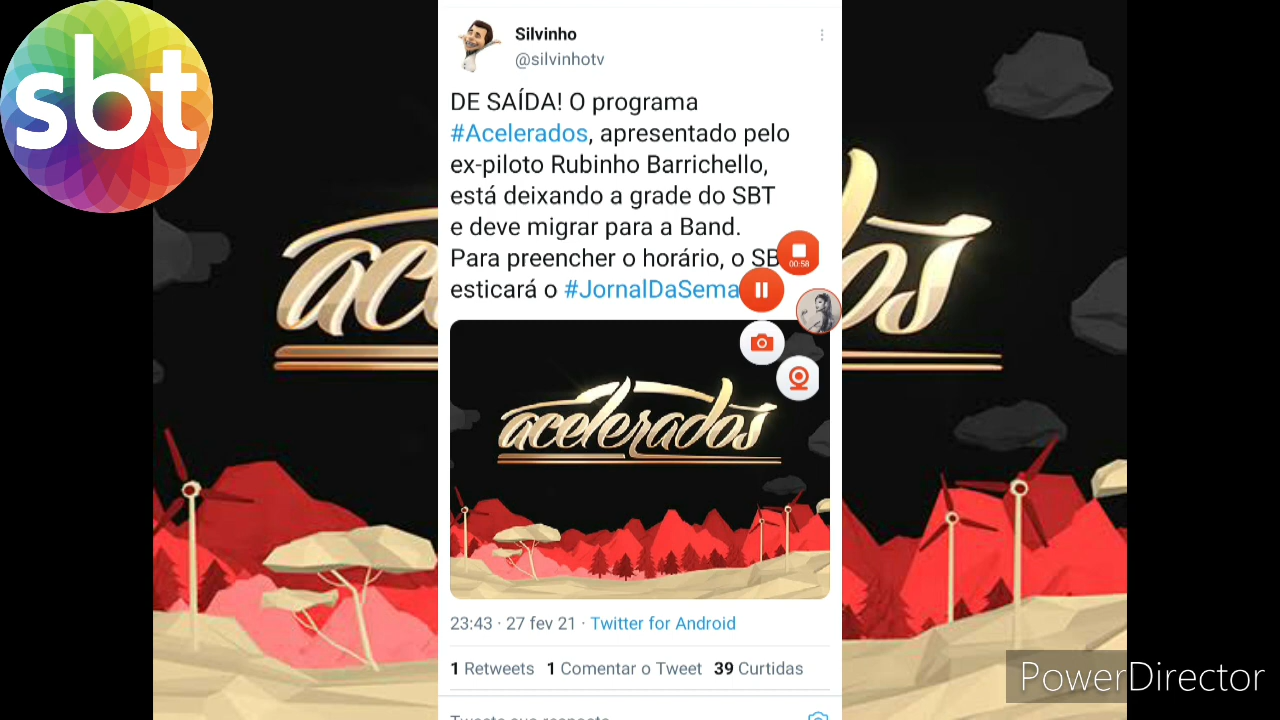 sbt
Silvinho
@silvinhotv
DE SAÍDA! O programa
#Acelerados, apresentado pelo
ex-piloto Rubinho Barrichello,
está deixando a grade do SBT
e deve migrar para a Band.
Para preencher o horário, o SB
00:58
esticará o #JornalDaSema
acelerados
23:43 · 27 fev 21 · Twitter for Android
1 Retweets 1 Comentar o Tweet 39 Curtidas
PowerDirector